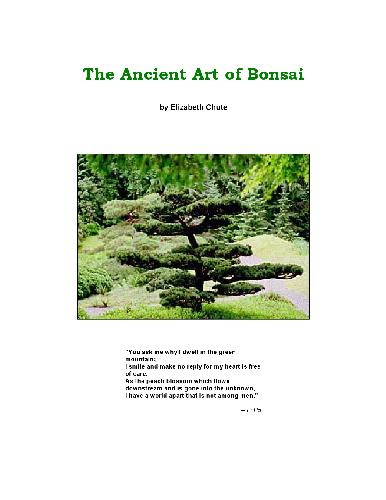 The Ancient Art of Bonsai
by Elizabeth Chute
"You ask me why I dwell in the green
mountain;
I smile and make no reply for my heart is free
of care.
As the peach blossom which flows
downstream and is gone into the unknown,
I have a world apart that is not among men."